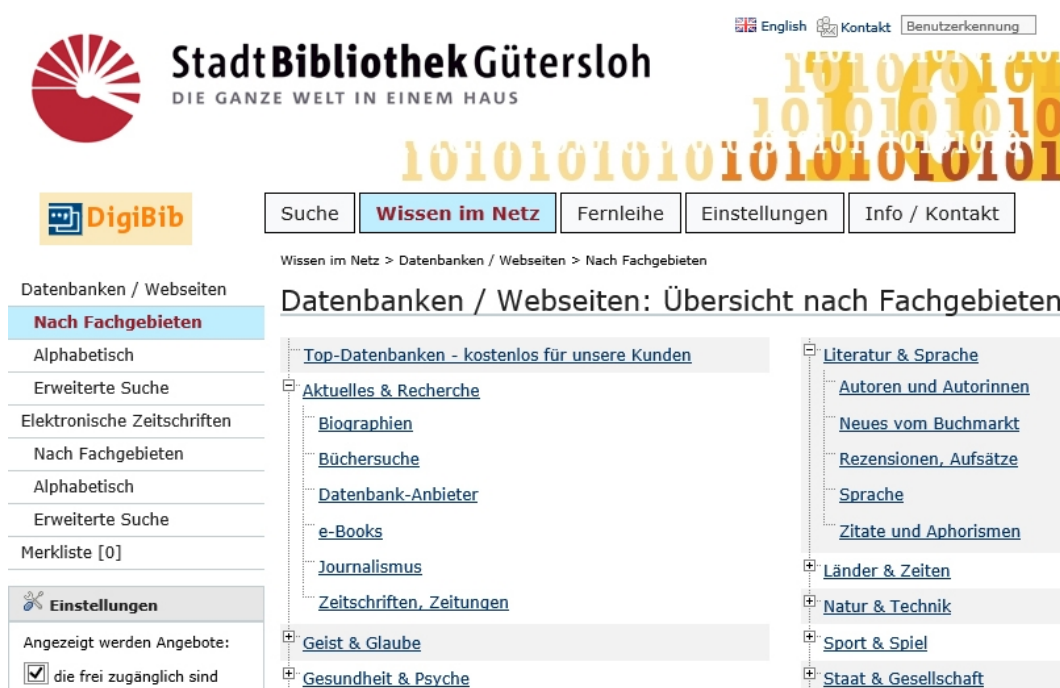 English Kontakt Benutzerkennung
StadtBibliothek Gütersloh
DIE GANZE WELT IN EINEM HAUS
DigiBib
Suche
Wissen im Netz
Fernleihe
Einstellungen
Info / Kontakt
Wissen im Netz > Datenbanken / Webseiten > Nach Fachgebieten
Datenbanken / Webseiten
Nach Fachgebieten
Alphabetisch
Erweiterte Suche
Elektronische Zeitschriften
Nach Fachgebieten
Alphabetisch
Erweiterte Suche
Merkliste [0]
Einstellungen
Angezeigt werden Angebote:
die frei zugänglich sind
Datenbanken / Webseiten: Übersicht nach Fachgebieten
Top-Datenbanken - kostenlos für unsere Kunden
Aktuelles & Recherche
Biographien
Büchersuche
Datenbank-Anbieter
e-Books
Journalismus
Zeitschriften, Zeitungen
Geist & Glaube
Gesundheit & Psyche
Literatur & Sprache
Autoren und Autorinnen
Neues vom Buchmarkt
Rezensionen, Aufsätze
Sprache
Zitate und Aphorismen
Länder & Zeiten
Natur & Technik
Sport & Spiel
Staat & Gesellschaft